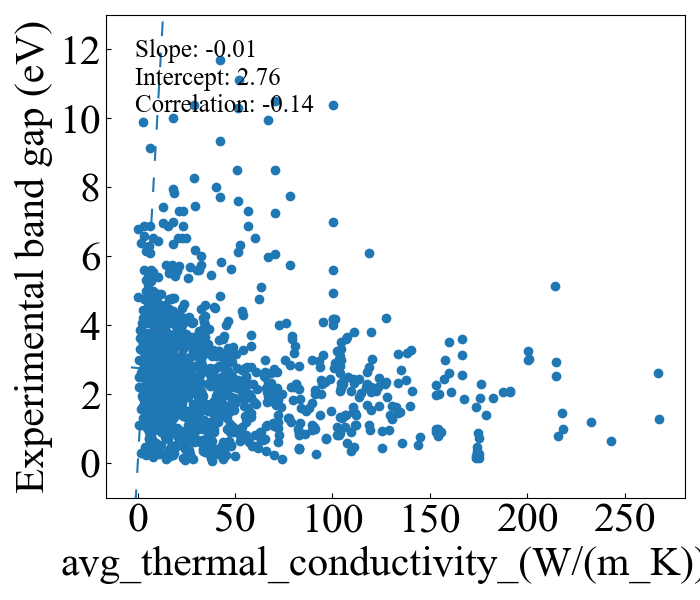 Slope: -0.01
Intercept: 2.76
Correlation: -0.14
Experimental band gap (eV)
12
10
8
6
4
2
0
0 50 100 150 200 250
avg_thermal_conductivity_(W/(m_K))